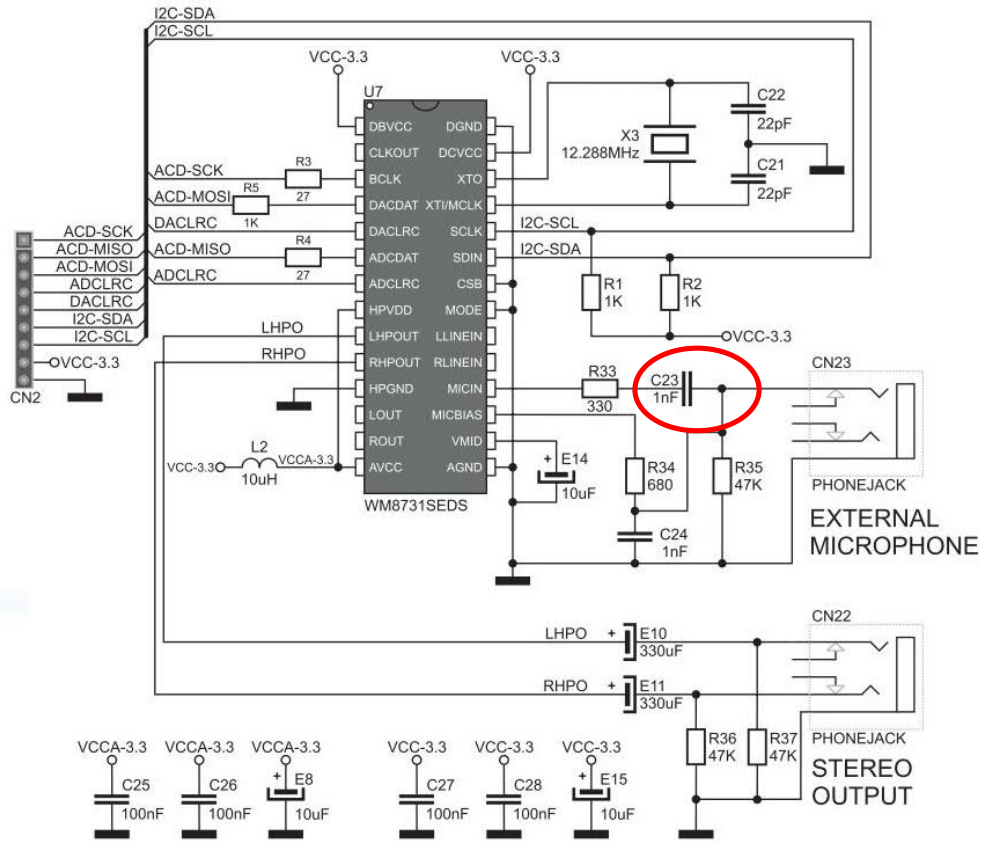 I2C-SDA
I2C-SCL
VCC-3.3
VCC-3.3
U7
DBVCC
DGND
CLKOUT
DCVCC
BCLK
XTO
DACDAT
XTI/MCLK
DACLRC
SCLK
ADCDAT
SDIN
ADCLRC
CSB
HPVDD
MODE
LHPOUT
LLINEIN
RHPOUT
RLINEIN
HPGND
MICIN
LOUT
MICBIAS
ROUT
VMID
AVCC
AGND
WM8731SEDS
C22
22pF
X3
12.288MHz
C21
22pF
ACD-SCK
R3
27
ACD-MOSI
R5
1K
DACLRC
ACD-MISO
R4
27
ADCLRC
ACD-SCK
ACD-MISO
ACD-MOSI
ADCLRC
DACLRC
I2C-SDA
I2C-SCL
VCC-3.3
CN2
I2C-SCL
I2C-SDA
R1
1K
R2
1K
VCC-3.3
LHPO
RHPO
R33
330
C23
1nF
CN23
L2
VCC-3.3
VCCA-3.3
10uH
+
E14
10uF
R34
680
R35
47K
C24
1nF
PHONEJACK
EXTERNAL
MICROPHONE
CN22
LHPO
+
E10
330uF
RHPO
+
E11
330uF
R36
47K
R37
47K
PHONEJACK
STEREO
OUTPUT
VCCA-3.3
VCCA-3.3
VCCA-3.3
VCC-3.3
VCC-3.3
VCC-3.3
C25
100nF
C26
100nF
+
E8
10uF
C27
100nF
C28
100nF
+
E15
10uF